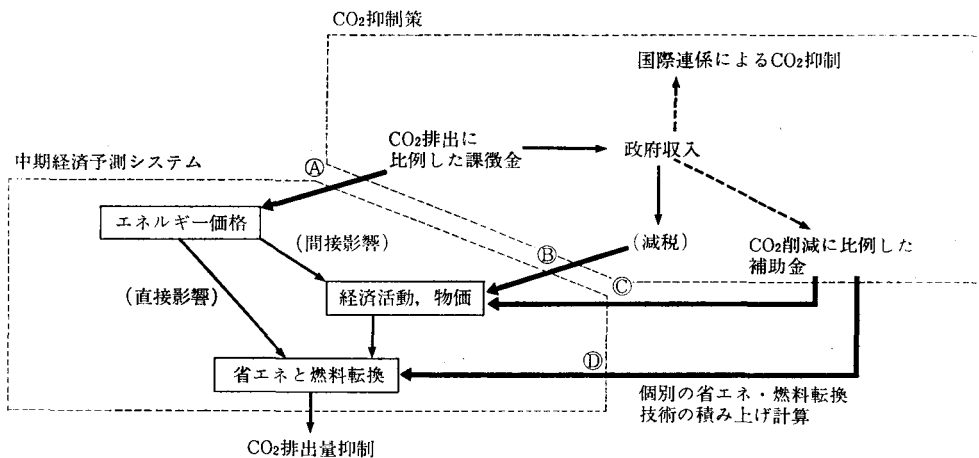 CO₂抑制策
国際連係によるCO₂抑制
CO₂排出に
比例した課徴金
政府収入
中期経済予測システム
Ⓐ
エネルギー価格
(間接影響)
(減税)
CO₂削減に比例した
補助金
Ⓑ
Ⓒ
(直接影響)
経済活動，物価
Ⓓ
省エネと燃料転換
個別の省エネ・燃料転換
技術の積み上げ計算
CO₂排出量抑制